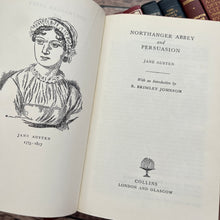 JANE AUSTEN
1775-1817
NORTHANGER ABBEY
and
PERSUASION
JANE AUSTEN
With an Introduction by
R. BRIMLEY JOHNSON
COLLINS
LONDON AND GLASGOW